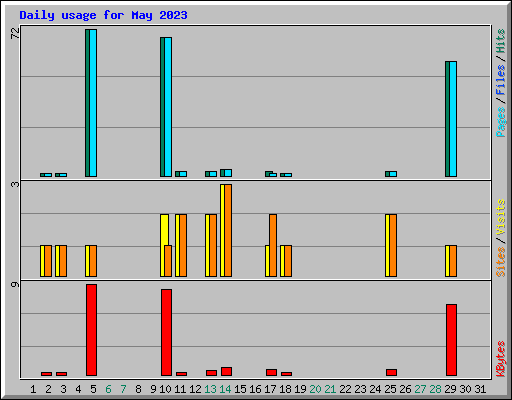 Daily usage for May 2023
72
3
9
Pages / Files / Hits
Sites / Visits
KBytes
1 2 3 4 5 6 7 8 9 10 11 12 13 14 15 16 17 18 19 20 21 22 23 24 25 26 27 28 29 30 31